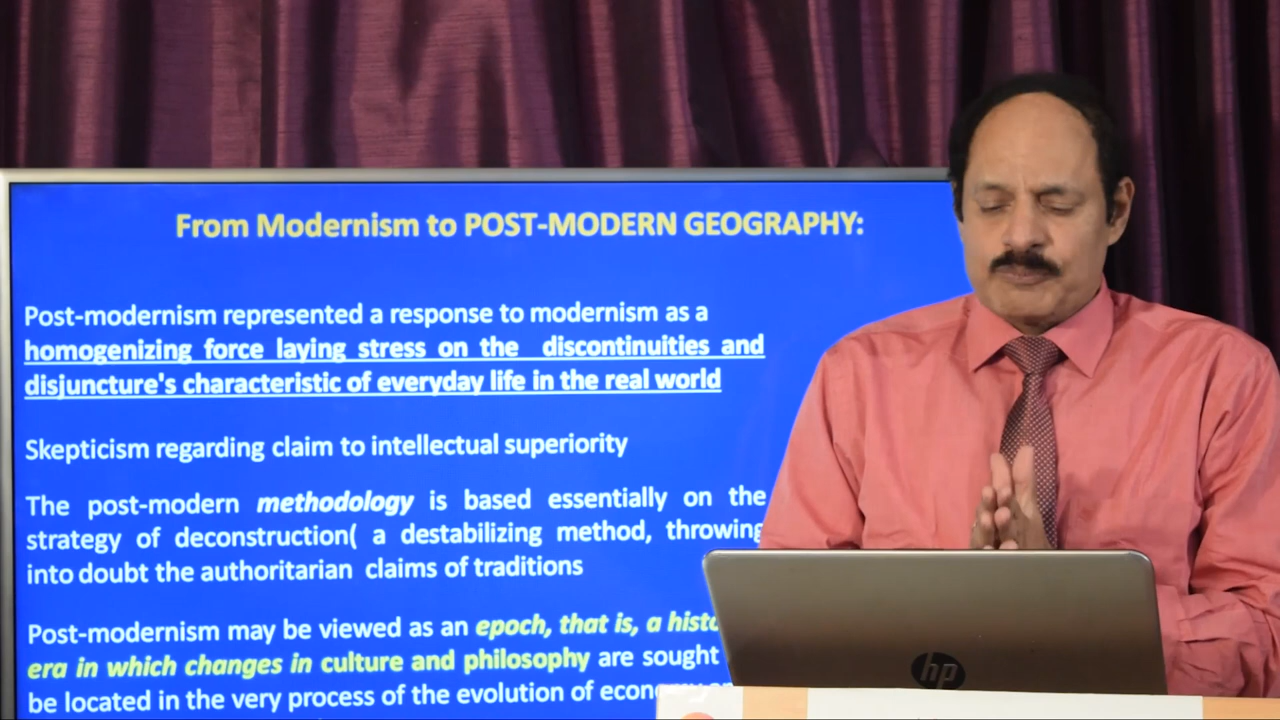 From Modernism to POST-MODERN GEOGRAPHY:
Post-modernism represented a response to modernism as a
homogenizing force laying stress on the discontinuities and
disjuncture's characteristic of everyday life in the real world
Skepticism regarding claim to intellectual superiority
The post-modern methodology is based essentially on the
strategy of deconstruction( a destabilizing method, throwing
into doubt the authoritarian claims of traditions
Post-modernism may be viewed as an epoch, that is, a
era in which changes in culture and philosophy are sought
be located in the very process of the evolution of
hp